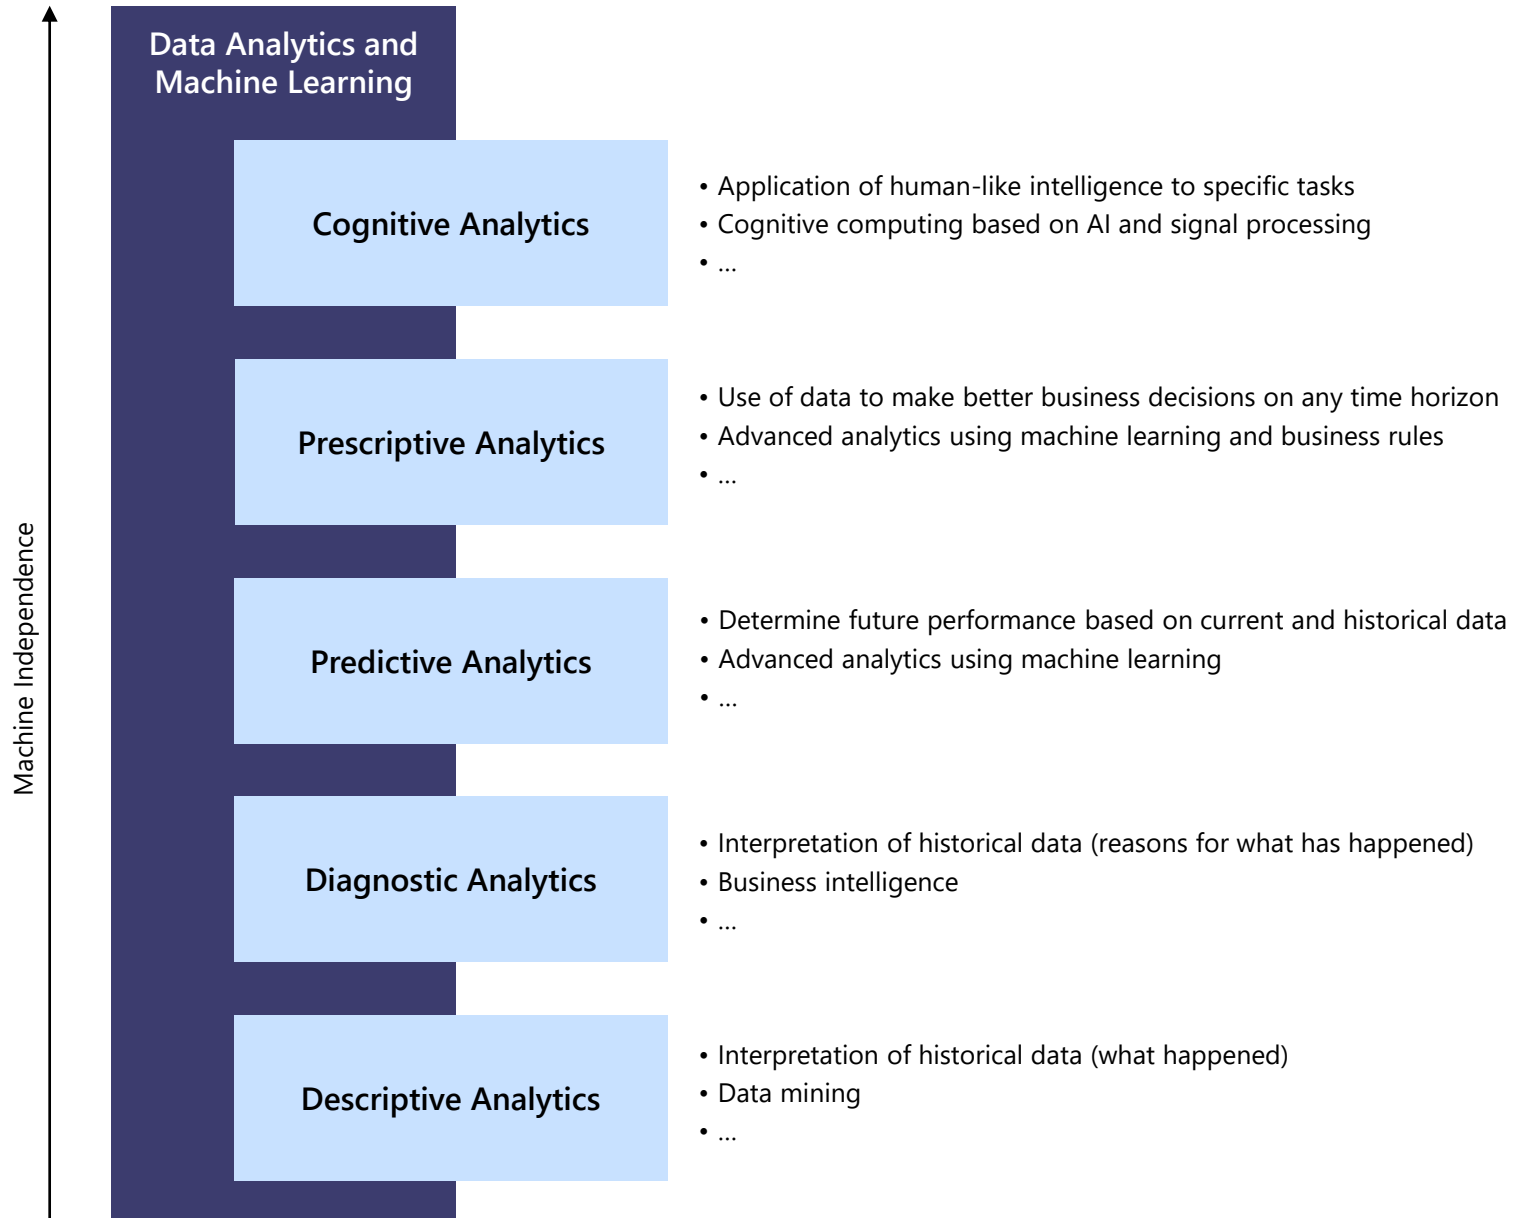 Data Analytics and
Machine Learning
Cognitive Analytics
• Application of human-like intelligence to specific tasks
• Cognitive computing based on AI and signal processing
• ...
Prescriptive Analytics
• Use of data to make better business decisions on any time horizon
• Advanced analytics using machine learning and business rules
• ...
Machine Independence
Predictive Analytics
• Determine future performance based on current and historical data
• Advanced analytics using machine learning
• ...
Diagnostic Analytics
• Interpretation of historical data (reasons for what has happened)
• Business intelligence
• ...
Descriptive Analytics
• Interpretation of historical data (what happened)
• Data mining
• ...